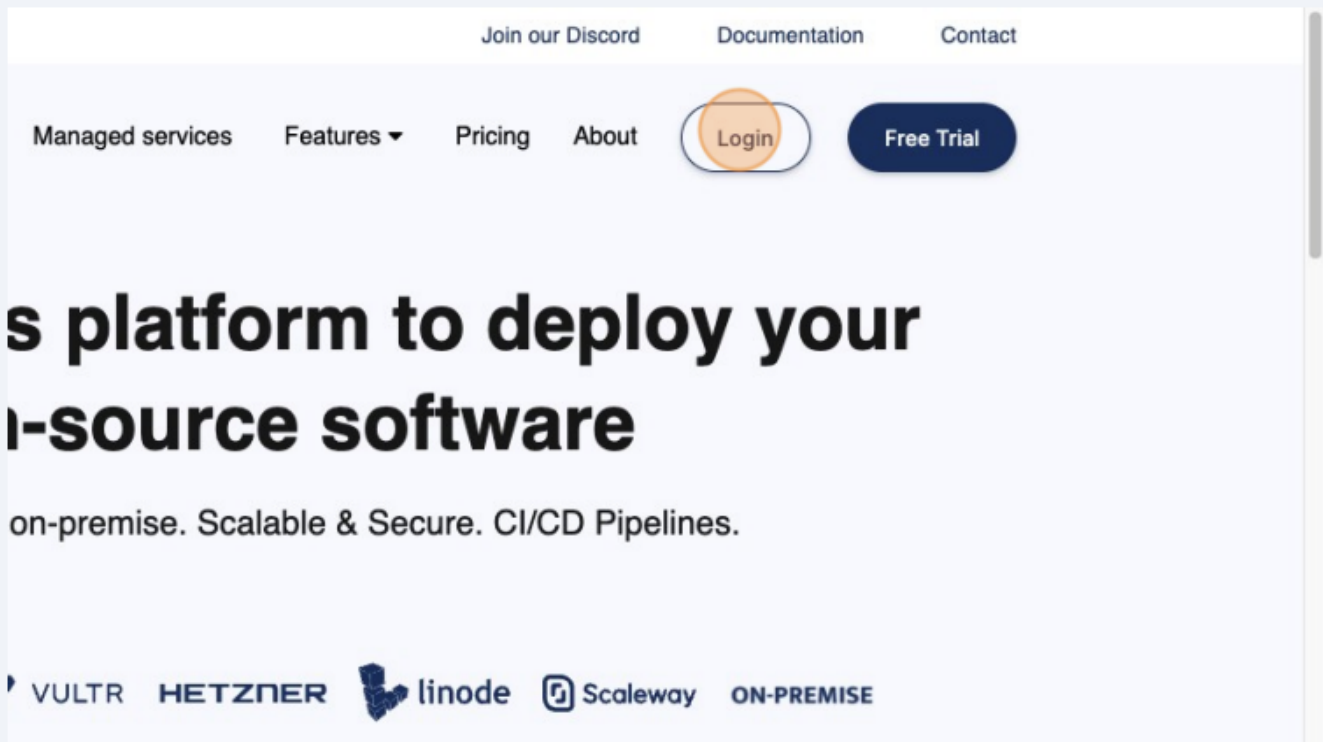 Join our Discord Documentation Contact
Managed services Features Pricing About Login Free Trial
s platform to deploy your
-source software
on-premise. Scalable & Secure. CI/CD Pipelines.
VULTR HETZNER linode Scaleway ON-PREMISE